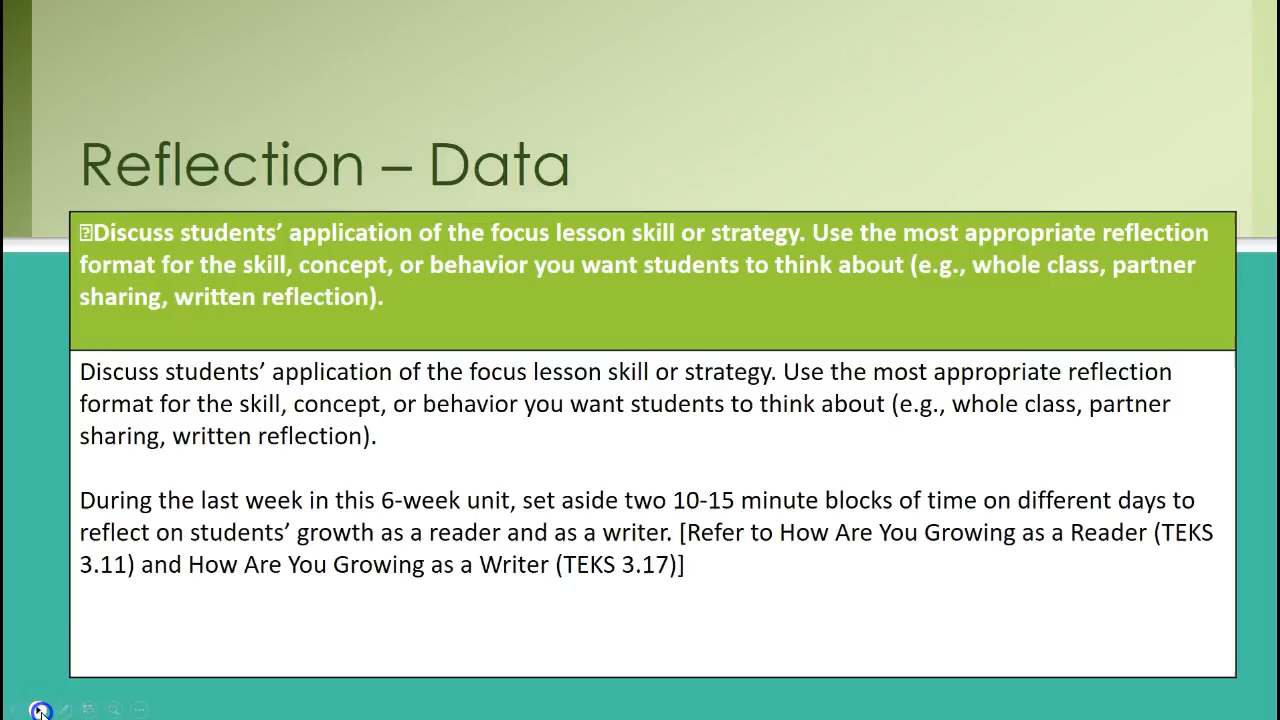 Reflection – Data
Discuss students’ application of the focus lesson skill or strategy. Use the most appropriate reflection
format for the skill, concept, or behavior you want students to think about (e.g., whole class, partner
sharing, written reflection).
Discuss students’ application of the focus lesson skill or strategy. Use the most appropriate reflection
format for the skill, concept, or behavior you want students to think about (e.g., whole class, partner
sharing, written reflection).
During the last week in this 6-week unit, set aside two 10-15 minute blocks of time on different days to
reflect on students’ growth as a reader and as a writer. [Refer to How Are You Growing as a Reader (TEKS
3.11) and How Are You Growing as a Writer (TEKS 3.17)]